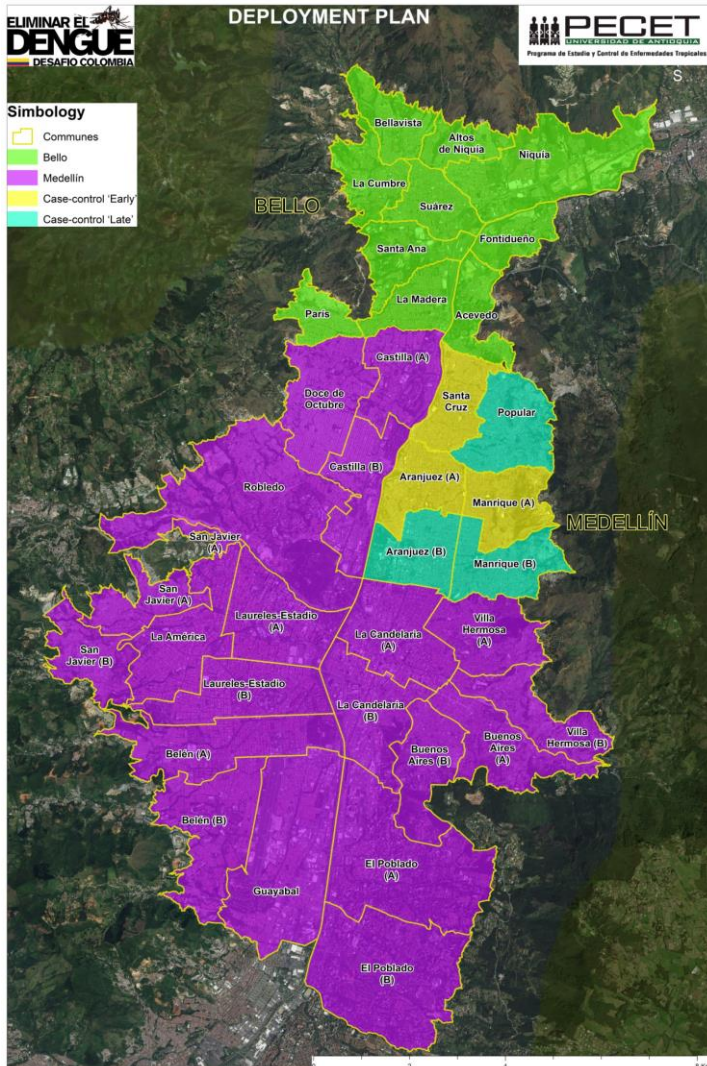 ELIMINAR EL
DENGUE
DESAFIO COLOMBIA
DEPLOYMENT PLAN
PECET
UNIVERSIDAD DE ANTIOQUIA
Programa de Estudio y Control de Enfermedades Tropicales
S
Simbology
Communes
Bello
Medellín
Case-control 'Early'
Case-control 'Late'
Bellavista
Altos
de Niquia
Niquía
La Cumbre
BELLO
Suárez
Fontidueño
Santa Ana
La Madera
Paris
Acevedo
Castilla (A)
Doce de
Octubre
Santa
Cruz
Popular
Castilla (B)
Aranjuez (A)
Robledo
Manrique (A)
MEDELLÍN
San Javier
(A)
Aranjuez (B)
Manrique (B)
San
Javier (A)
Laureles-Estadio
(A)
La Candelaria
(A)
Villa
Hermosa
(A)
La América
San
Javier (B)
Laureles-Estadio
(B)
La Candelaria
(B)
Buenos
Aires (B)
Buenos
Aires
(A)
Villa
Hermosa (B)
Belén (A)
Belén (B)
El Poblado
(A)
Guayabal
El Poblado
(B)